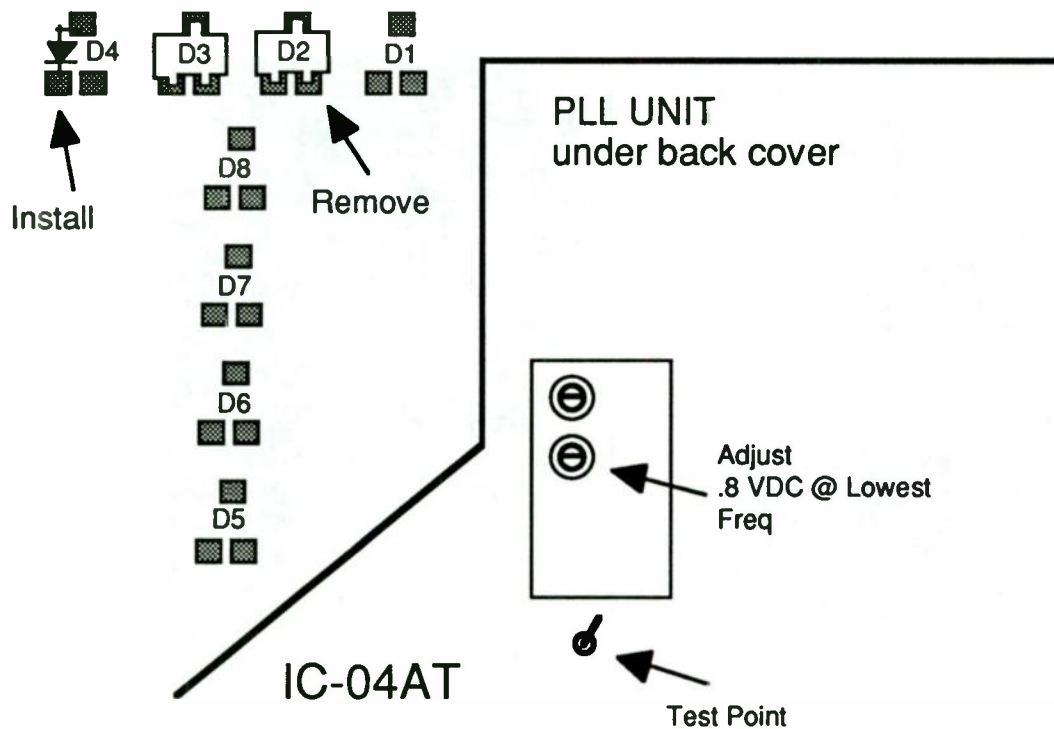 D4
D3
D2
D1
Install
Remove
D8
D7
D6
D5
PLL UNIT
under back cover
Adjust
.8 VDC @ Lowest
Freq
IC-04AT
Test Point